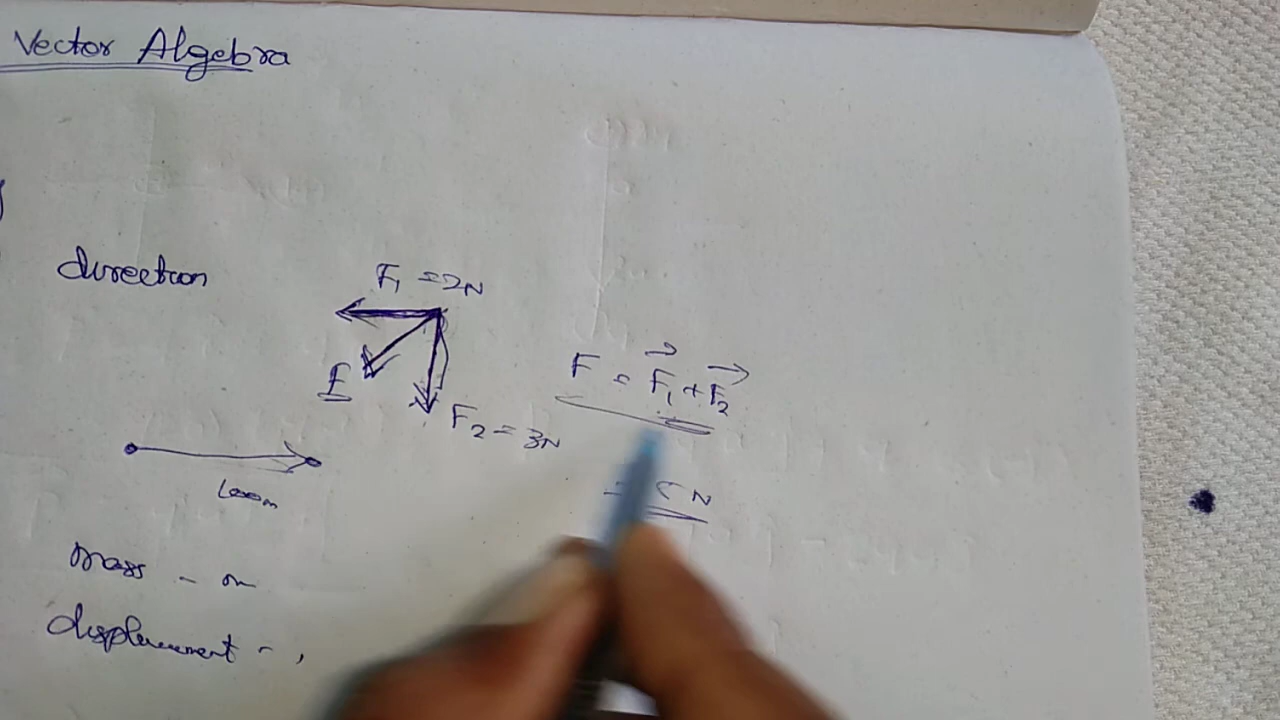 Vector Algebra
direction
F₁ = 2N
F
F₂ = 3N
F = F₁ + F₂
100m
N
mass - m
displacement - ,